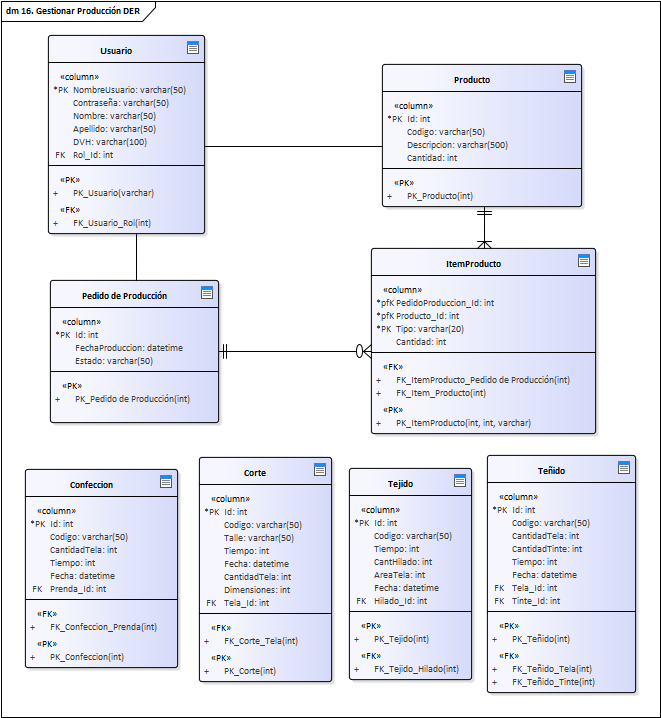 dm 16. Gestionar Producción DER
Usuario
«column»
*PK NombreUsuario: varchar(50)
Contraseña: varchar(50)
Nombre: varchar(50)
Apellido: varchar(50)
DVH: varchar(100)
FK Rol_Id: int
«PK»
+ PK_Usuario(varchar)
«FK»
+ FK_Usuario_Rol(int)
Producto
«column»
*PK Id: int
Codigo: varchar(50)
Descripcion: varchar(500)
Cantidad: int
«PK»
+ PK_Producto(int)
Pedido de Producción
«column»
*PK Id: int
FechaProduccion: datetime
Estado: varchar(50)
«PK»
+ PK_Pedido de Producción(int)
ItemProducto
«column»
*pfK PedidoProduccion_Id: int
*pfK Producto_Id: int
*PK Tipo: varchar(20)
Cantidad: int
«FK»
+ FK_ItemProducto_Pedido de Producción(int)
+ FK_Item_Producto(int)
«PK»
+ PK_ItemProducto(int, int, varchar)
Confeccion
«column»
*PK Id: int
Codigo: varchar(50)
CantidadTela: int
Tiempo: int
Fecha: datetime
FK Prenda_Id: int
«FK»
+ FK_Confeccion_Prenda(int)
«PK»
+ PK_Confeccion(int)
Corte
«column»
*PK Id: int
Codigo: varchar(50)
Talle: varchar(50)
Tiempo: int
Fecha: datetime
CantidadTela: int
Dimensiones: int
FK Tela_Id: int
«FK»
+ FK_Corte_Tela(int)
«PK»
+ PK_Corte(int)
Tejido
«column»
*PK Id: int
Codigo: varchar(50)
Tiempo: int
CantHilado: int
AreaTela: int
Fecha: datetime
FK Hilado_Id: int
«PK»
+ PK_Tejido(int)
«FK»
+ FK_Tejido_Hilado(int)
Teñido
«column»
*PK Id: int
Codigo: varchar(50)
CantidadTela: int
CantidadTinte: int
Tiempo: int
Fecha: datetime
FK Tela_Id: int
FK Tinte_Id: int
«PK»
+ PK_Teñido(int)
«FK»
+ FK_Teñido_Tela(int)
+ FK_Teñido_Tinte(int)